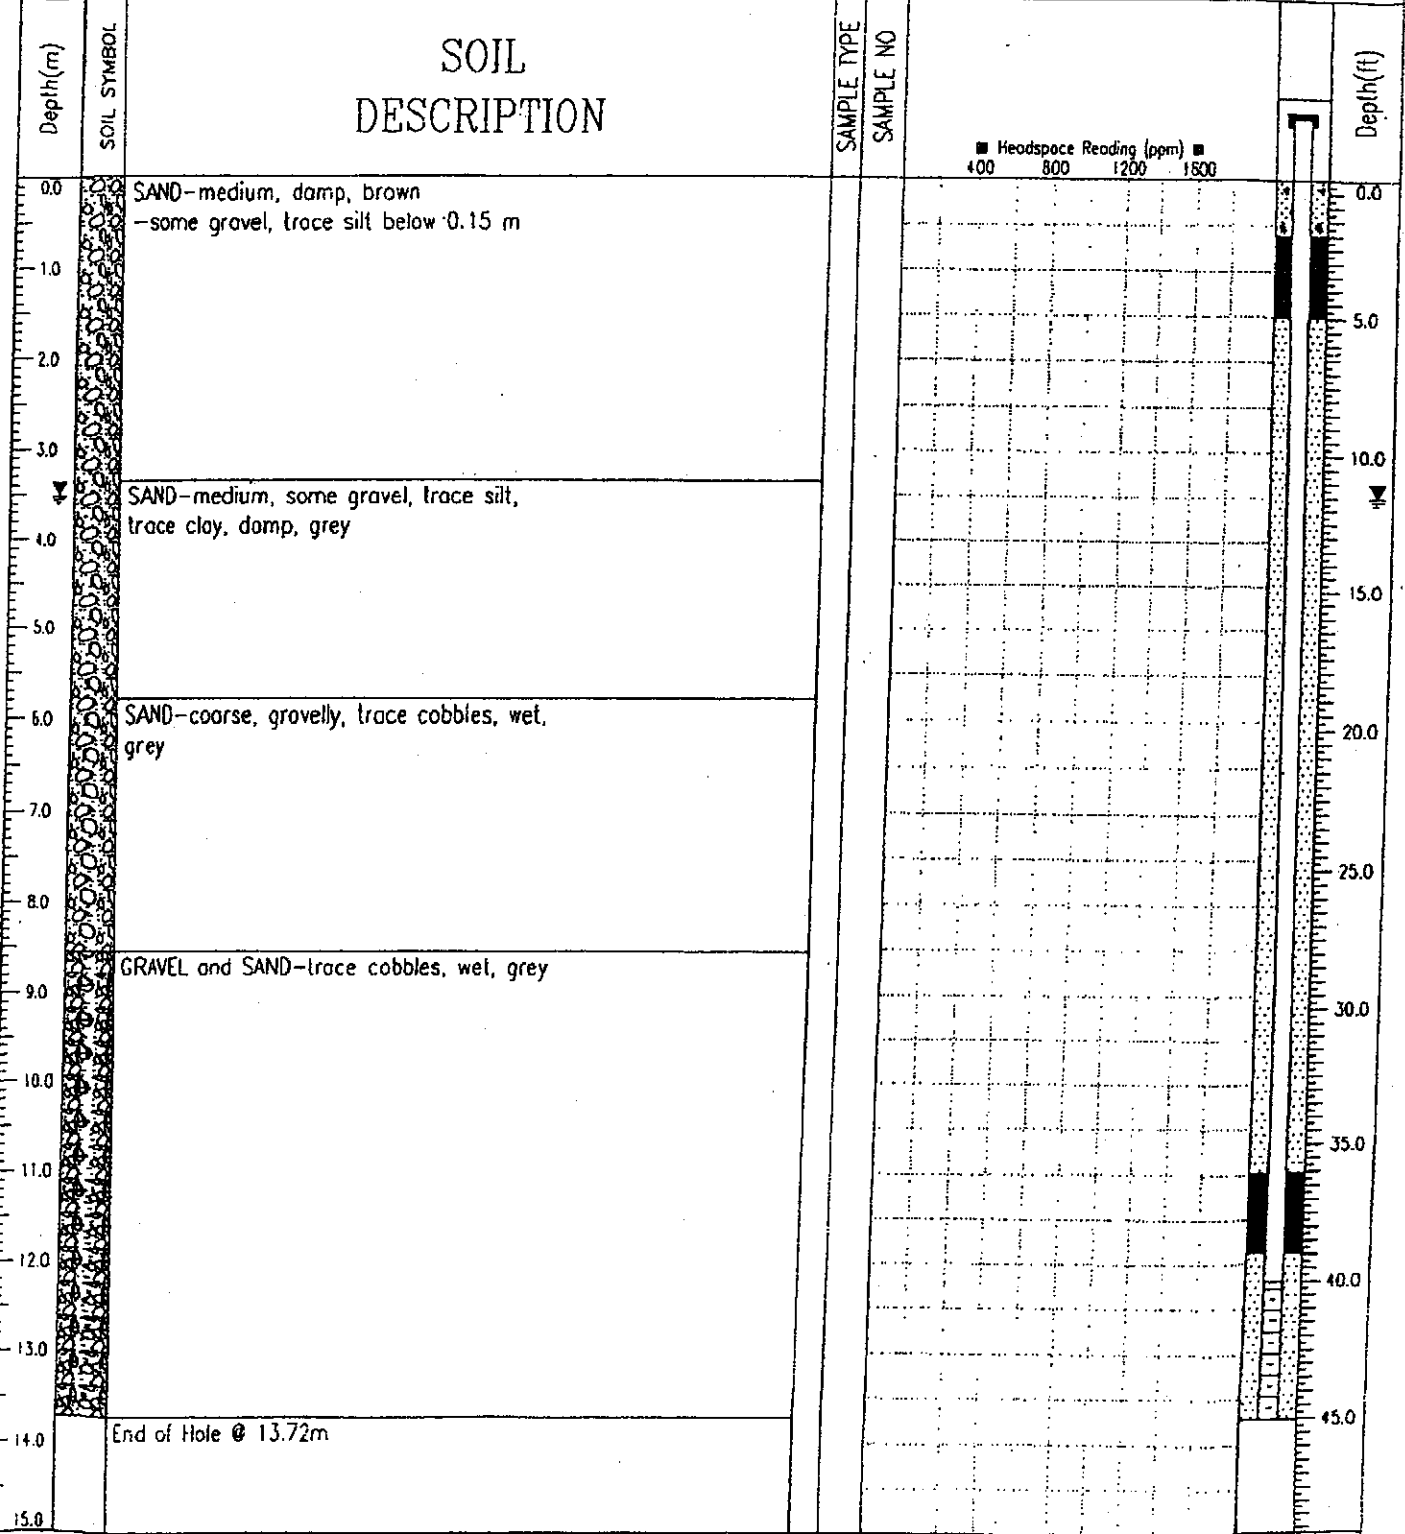 Depth(m)
SOIL SYMBOL
SOIL
DESCRIPTION
SAMPLE TYPE
SAMPLE NO
■ Headspace Reading (ppm) ■
400 800 1200 1600
Depth(ft)
0.0
1.0
2.0
3.0
4.0
5.0
6.0
7.0
8.0
9.0
10.0
11.0
12.0
13.0
14.0
15.0
SAND-medium, damp, brown
-some gravel, trace silt below 0.15 m
SAND-medium, some gravel, trace silt,
trace clay, damp, grey
SAND-coarse, gravelly, trace cobbles, wet,
grey
GRAVEL and SAND-trace cobbles, wet, grey
End of Hole @ 13.72m
0.0
5.0
10.0
15.0
20.0
25.0
30.0
35.0
40.0
45.0